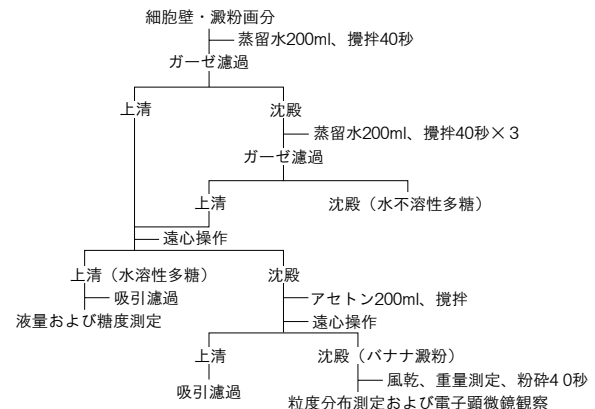 細胞壁・澱粉画分
蒸留水200ml、攪拌40秒
ガーゼ濾過
上清 沈殿
蒸留水200ml、攪拌40秒×3
ガーゼ濾過
上清 沈殿（水不溶性多糖）
遠心操作
上清（水溶性多糖） 沈殿
吸引濾過 アセトン200ml、攪拌
液量および糖度測定 遠心操作
上清 沈殿（バナナ澱粉）
吸引濾過 風乾、重量測定、粉砕40秒
粒度分布測定および電子顕微鏡観察